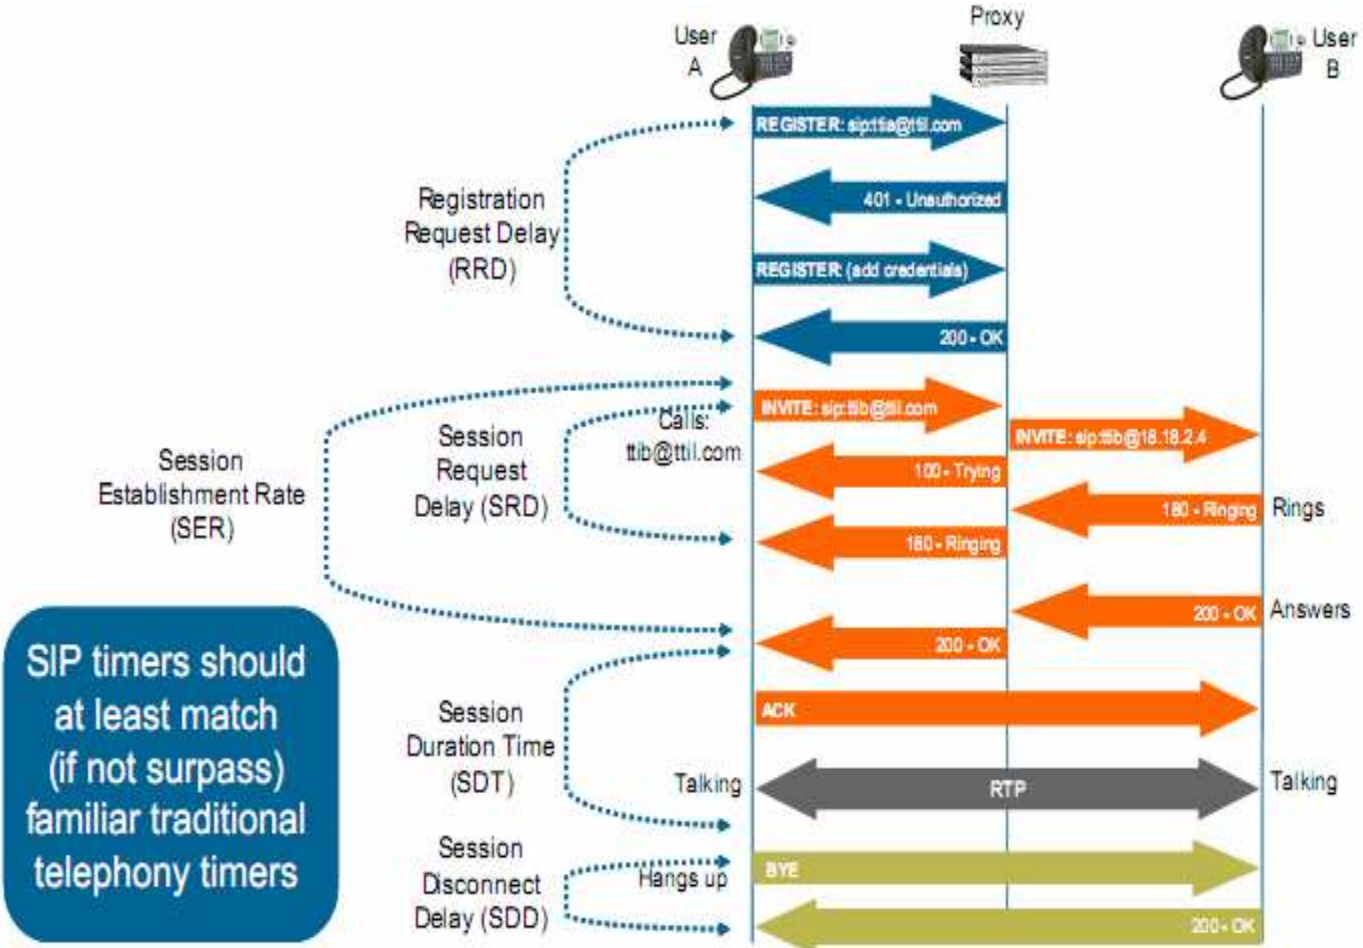 Proxy
User
A
User
B
REGISTER: sip:ttia@ttil.com
401 - Unauthorized
Registration
Request Delay
(RRD)
REGISTER: (add credentials)
200 - OK
INVITE: sip:ttib@ttil.com
Calls:
ttib@ttil.com
INVITE: sip:ttib@18.18.2.4
Session
Request
Delay (SRD)
Session
Establishment Rate
(SER)
100 - Trying
180 - Ringing
Rings
180 - Ringing
200 - OK
Answers
200 - OK
SIP timers should
at least match
(if not surpass)
familiar traditional
telephony timers
ACK
Session
Duration Time
(SDT)
Talking
RTP
Talking
Session
Disconnect
Delay (SDD)
Hangs up
BYE
200 - OK